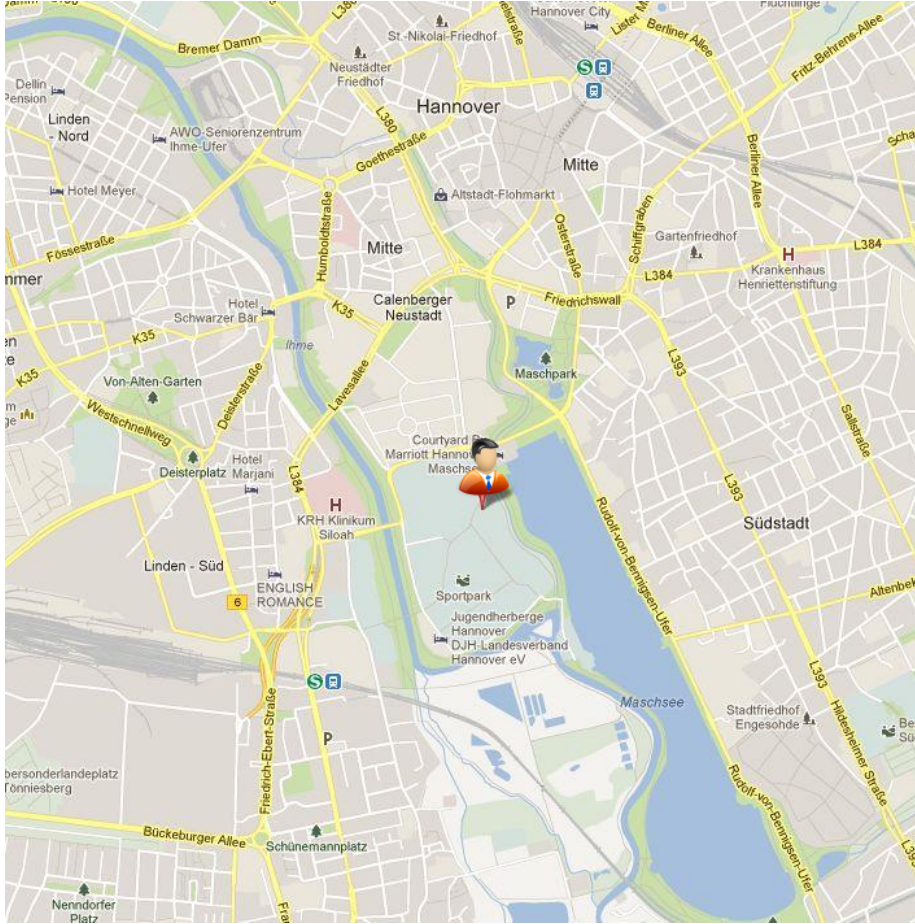 L380
Hannover City
Lister
Berliner Allee
Bremer Damm
St.-Nikolai-Friedhof
Neustädter
Friedhof
Fritz-Behrens-Allee
S
Dellin
Pension
Hannover
Linden
- Nord
AWO-Seniorenzentrum
Ihme-Ufer
L380
Goethestraße
Mitte
Berliner Allee
Hotel Meyer
Altstadt-Flohmarkt
Humboldtstraße
Mitte
Osterstraße
Schiffgraben
Gartenfriedhof
Fössestraße
H
L384
L384
Krankenhaus
Henriettenstiftung
Calenberger
Neustadt
P
Friedrichswall
Hotel
Schwarzer Bär
K35
K35
Ihme
L393
K35
Maschpark
Von-Alten-Garten
Deisterstraße
Lavesallee
Westschnellweg
Sallstraße
Courtyard
Marriott
Hotel
Marjani
Deisterplatz
L384
L393
H
KRH Klinikum
Siloah
Rudolf-von-Bennigsen-Ufer
Südstadt
Linden - Süd
ENGLISH
ROMANCE
6
Sportpark
Jugendherberge
Hannover
DJH-Landesverband
Hannover eV
S
L393
Maschsee
Stadtfriedhof
Engesohde
Friedrich-Ebert-Straße
P
Hildesheimer Straße
Rudolf-von-Bennigsen-Ufer
Bückeburger Allee
Schünemannplatz
Nenndorfer
Platz